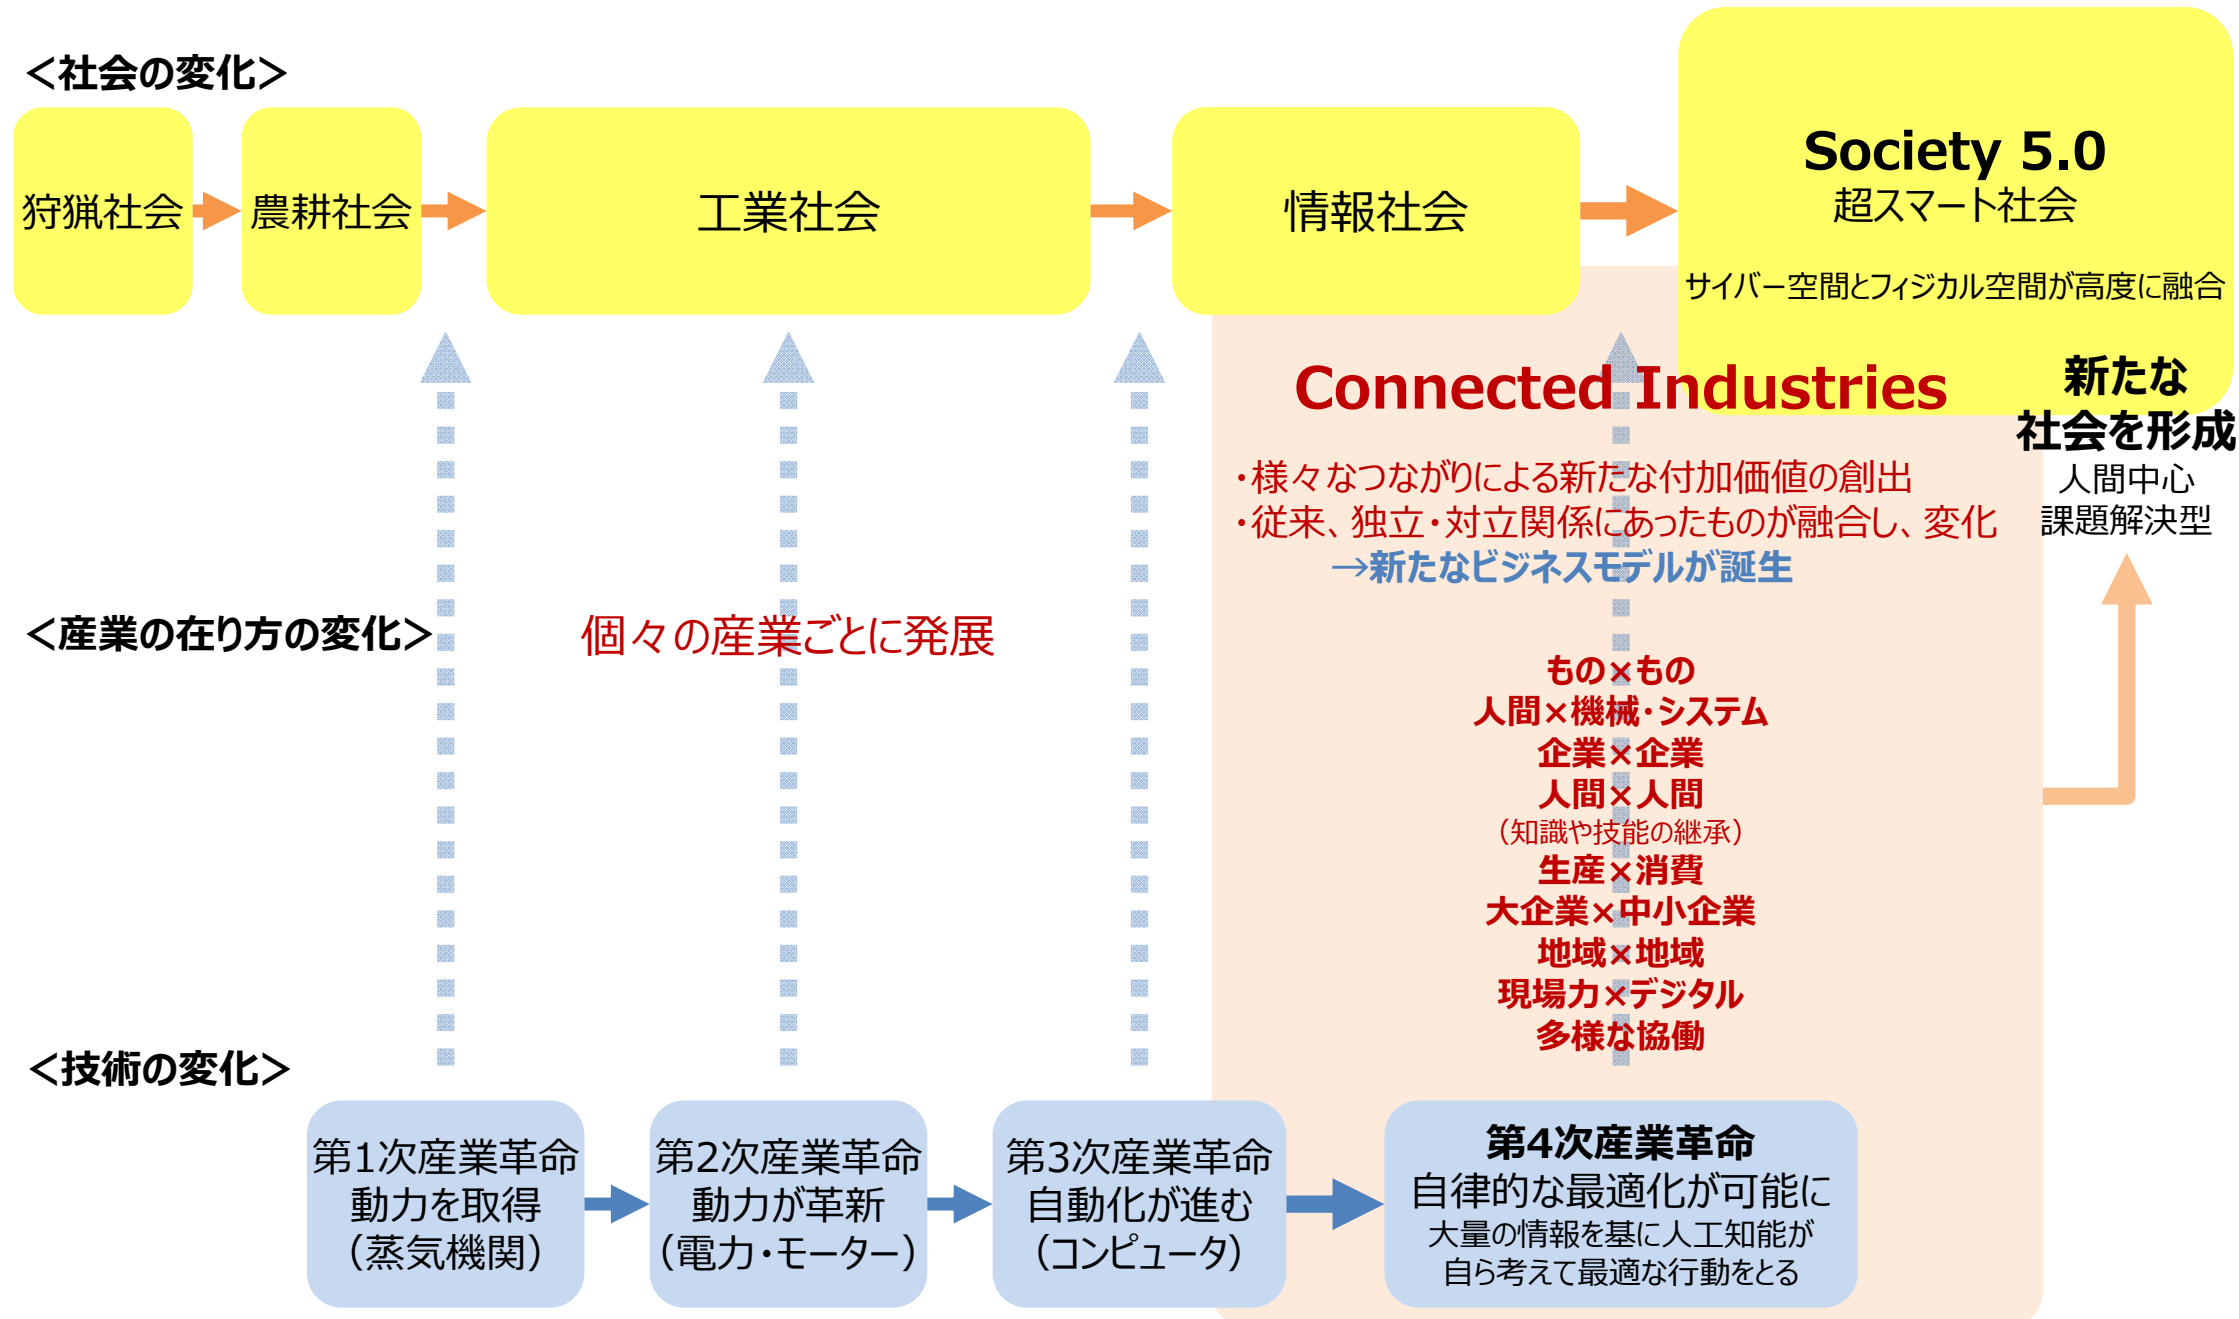 ＜社会の変化＞
狩猟社会
農耕社会
工業社会
情報社会
Society 5.0
超スマート社会
サイバー空間とフィジカル空間が高度に融合
Connected Industries
・様々なつながりによる新たな付加価値の創出
・従来、独立・対立関係にあったものが融合し、変化
→新たなビジネスモデルが誕生
新たな
社会を形成
人間中心
課題解決型
＜産業の在り方の変化＞
個々の産業ごとに発展
もの×もの
人間×機械・システム
企業×企業
人間×人間
（知識や技能の継承）
生産×消費
大企業×中小企業
地域×地域
現場力×デジタル
多様な協働
＜技術の変化＞
第1次産業革命
動力を取得
（蒸気機関）
第2次産業革命
動力が革新
（電力・モーター）
第3次産業革命
自動化が進む
（コンピュータ）
第4次産業革命
自律的な最適化が可能に
大量の情報を基に人工知能が
自ら考えて最適な行動をとる